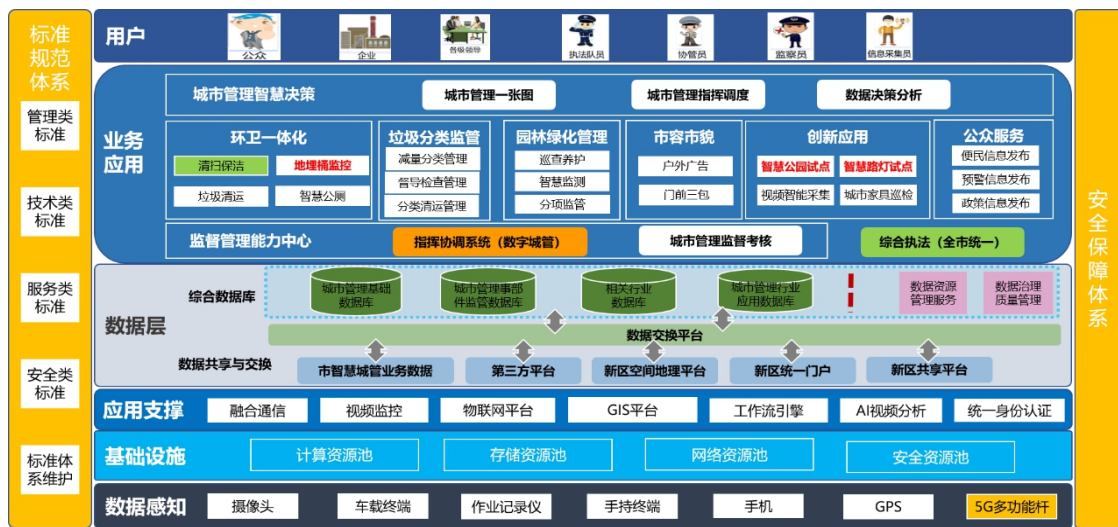 标准
规范
体系
管理类
标准
技术类
标准
服务类
标准
安全类
标准
标准体
系维护
用户
公众
企业
各级领导
执法队员
协管员
监察员
信息采集员
业务
应用
城市管理智慧决策
城市管理一张图
城市管理指挥调度
数据决策分析
环卫一体化
清扫保洁
地埋桶监控
垃圾清运
智慧公厕
垃圾分类监管
减量分类管理
督导检查管理
分类清运管理
园林绿化管理
巡查养护
智慧监测
分项监管
市容市貌
户外广告
门前三包
创新应用
智慧公园试点
智慧路灯试点
视频智能采集
城市家具巡检
公众服务
便民信息发布
预警信息发布
政策信息发布
监督管理能力中心
指挥协调系统（数字城管）
城市管理监督考核
综合执法（全市统一）
数据层
综合数据库
城市管理基础
数据库
城市管理事部
件监管数据库
相关行业
数据库
城市管理行业
应用数据库
数据资源
管理服务
数据治理
质量管理
数据交换平台
数据共享与交换
市智慧城管业务数据
第三方平台
新区空间地理平台
新区统一门户
新区共享平台
应用支撑
融合通信
视频监控
物联网平台
GIS平台
工作流引擎
AI视频分析
统一身份认证
基础设施
计算资源池
存储资源池
网络资源池
安全资源池
数据感知
摄像头
车载终端
作业记录仪
手持终端
手机
GPS
5G多功能杆
安全保障体系